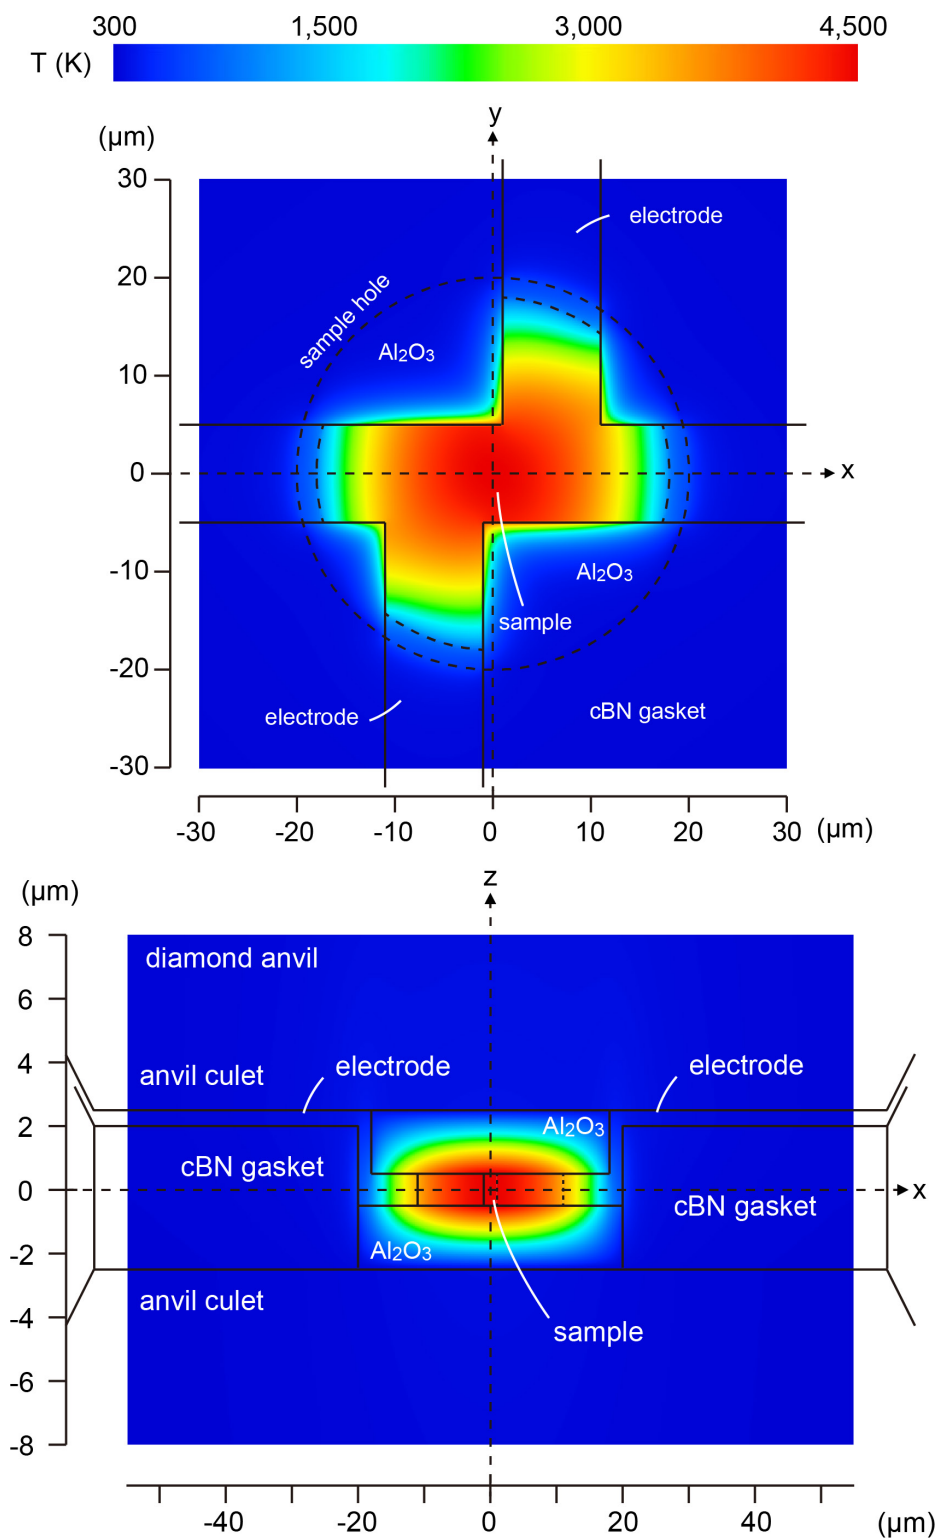 300 1,500 3,000 4,500
T (K)
y
(µm)
30
electrode
20
sample hole
Al₂O₃
10
0
x
-10
Al₂O₃
sample
-20
electrode
cBN gasket
-30
-30 -20 -10 0 10 20 30 (µm)
z
(µm)
8
diamond anvil
6
4
electrode
electrode
anvil culet
2
Al₂O₃
cBN gasket
0
x
cBN gasket
-2
Al₂O₃
anvil culet
-4
sample
-6
-8
-40 -20 0 20 40 (µm)